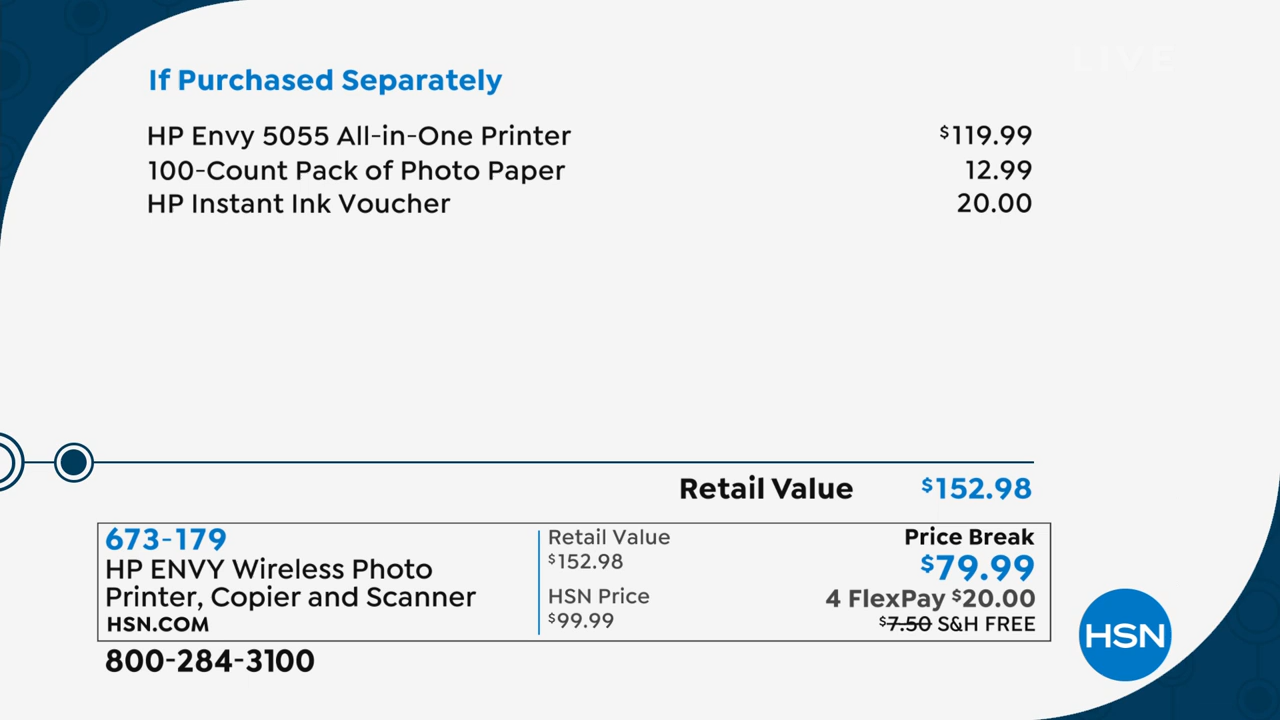 LIVE
If Purchased Separately
HP Envy 5055 All-in-One Printer $119.99
100-Count Pack of Photo Paper 12.99
HP Instant Ink Voucher 20.00
Retail Value $152.98
673-179
HP ENVY Wireless Photo
Printer, Copier and Scanner
HSN.COM
Retail Value
$152.98
HSN Price
$99.99
Price Break
$79.99
4 FlexPay $20.00
$7.50 S&H FREE
HSN
800-284-3100